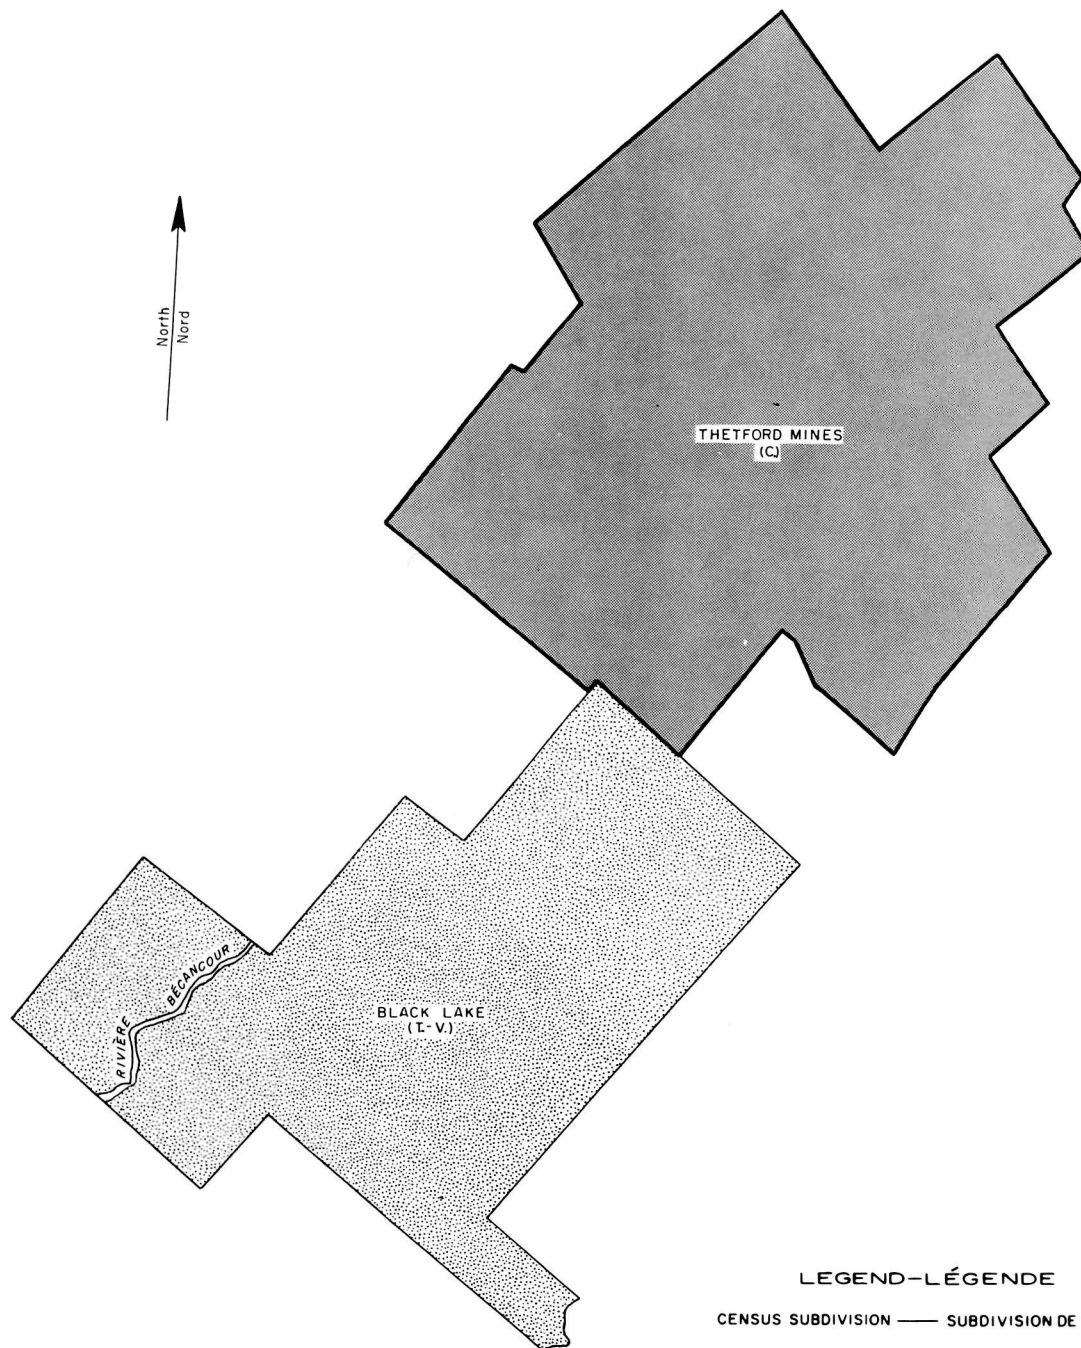 North
Nord
THETFORD MINES
(C.)
BLACK LAKE
(T.-V.)
RIVIÈRE BÉCANCOUR
LEGEND-LÉGENDE
CENSUS SUBDIVISION —— SUBDIVISION DE